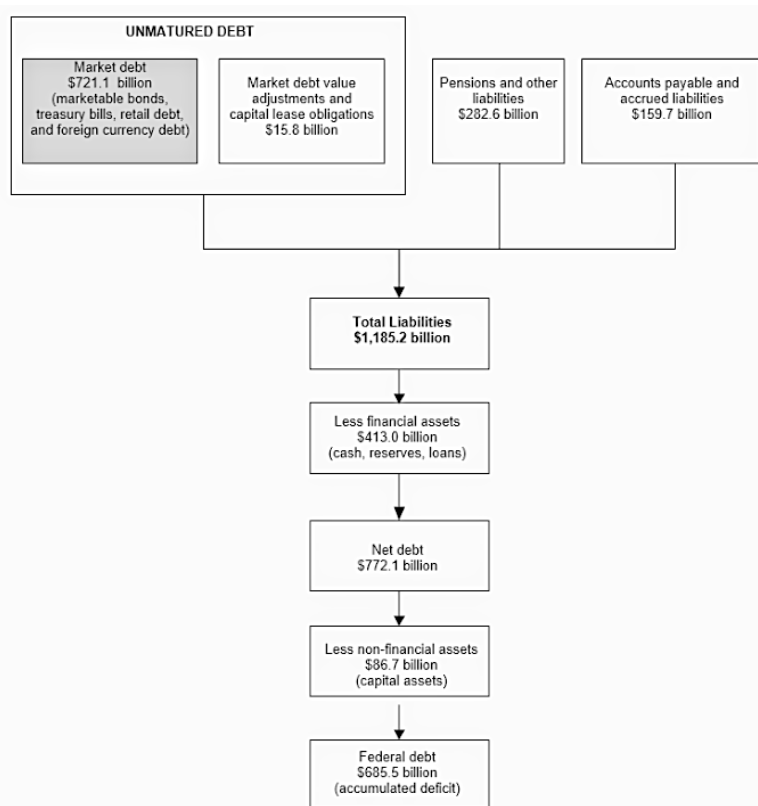 UNMATURED DEBT
Market debt
$721.1 billion
(marketable bonds,
treasury bills, retail debt,
and foreign currency debt)
Market debt value
adjustments and
capital lease obligations
$15.8 billion
Pensions and other
liabilities
$282.6 billion
Accounts payable and
accrued liabilities
$159.7 billion
Total Liabilities
$1,185.2 billion
Less financial assets
$413.0 billion
(cash, reserves, loans)
Net debt
$772.1 billion
Less non-financial assets
$86.7 billion
(capital assets)
Federal debt
$685.5 billion
(accumulated deficit)